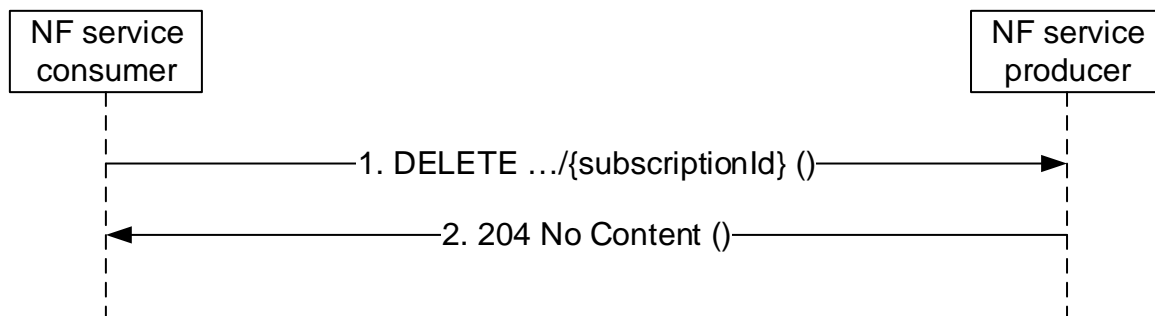 NF service
consumer
NF service
producer
1. DELETE …/{subscriptionId} ()
2. 204 No Content ()